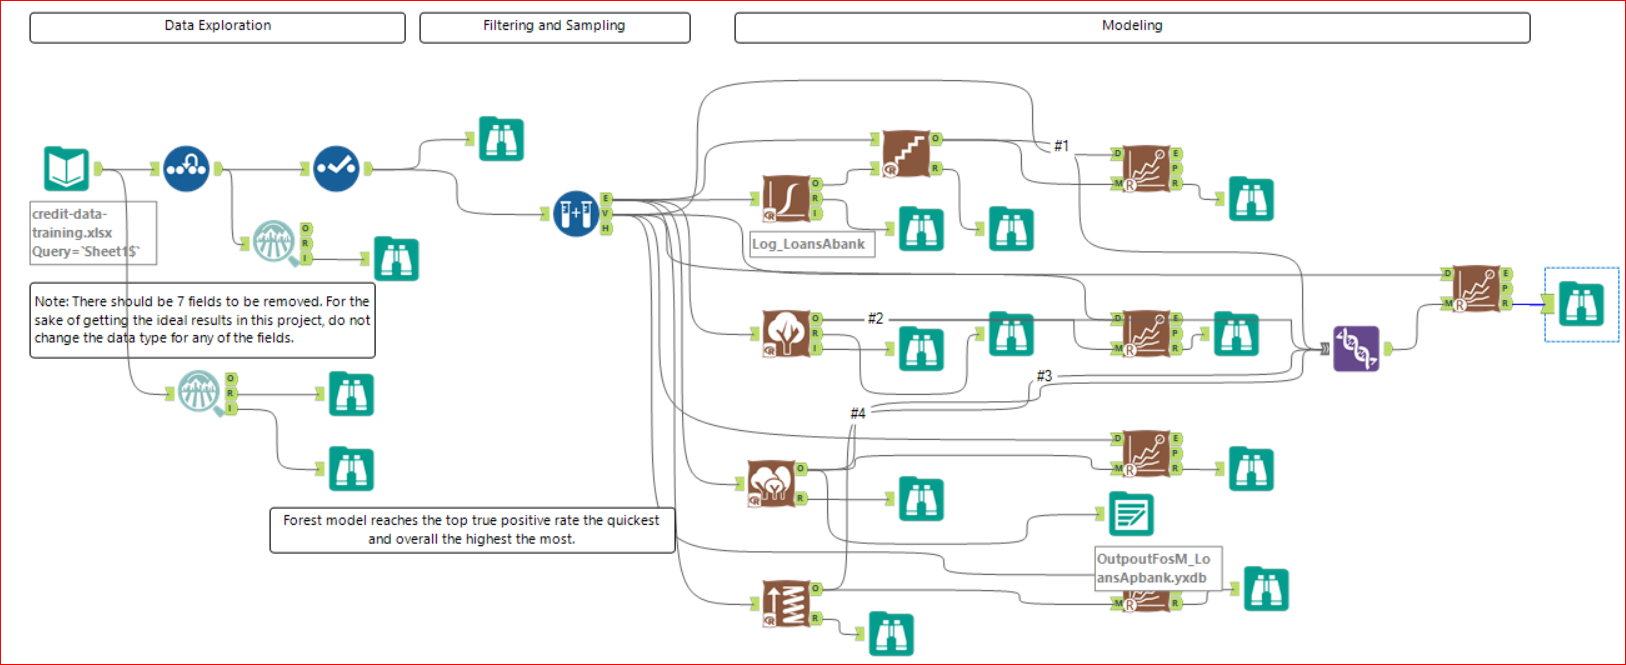 Data Exploration
Filtering and Sampling
Modeling
credit-data-
training.xlsx
Query=`Sheet1$`
Note: There should be 7 fields to be removed. For the
sake of getting the ideal results in this project, do not
change the data type for any of the fields.
E
V
H
O
R
I
O
R
I
O
R
I
Log_LoansAbank
O
R
#1
D
M
E
P
R
O
R
I
#2
D
M
E
P
R
D
M
E
P
R
#3
#4
O
R
D
M
E
P
R
Forest model reaches the top true positive rate the quickest
and overall the highest the most.
OutpoutFosM_Lo
ansApbank.yxdb
O
R
M
R